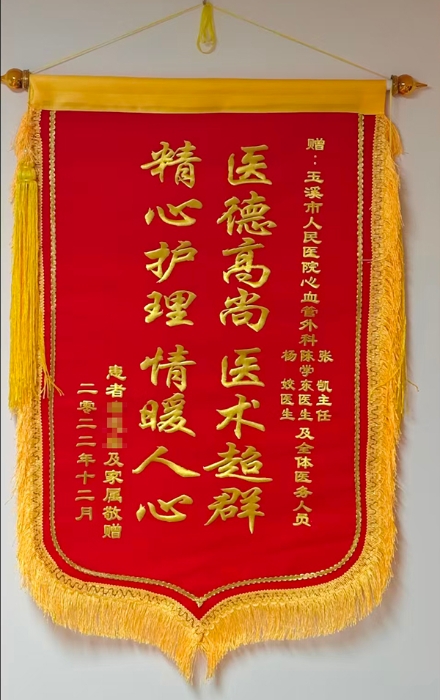 赠：玉溪市人民医院心血管外科
张凯主任
陈学东医生
杨姣医生
及全体医务人员
医德高尚 医术超群
精心护理 情暖人心
患者
及家属敬赠
二零二二年十二月